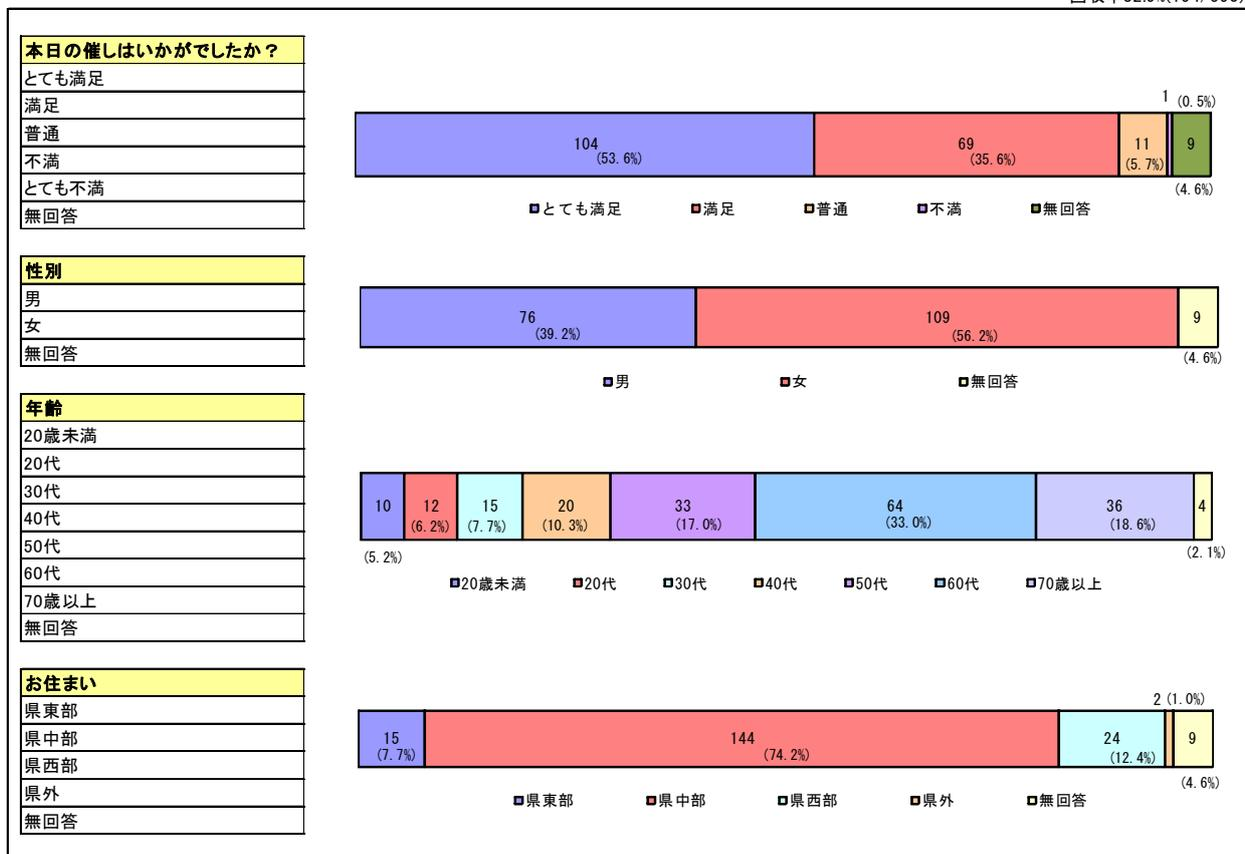 本日の催しはいかがでしたか？
とても満足
満足
普通
不満
とても不満
無回答
1 (0.5%)
104 69 11 9
(53.6%) (35.6%) (5.7%)
(4.6%)
とても満足 満足 普通 不満 無回答
性別
男
女
無回答
76 109 9
(39.2%) (56.2%)
(4.6%)
男 女 無回答
年齢
20歳未満
20代
30代
40代
50代
60代
70歳以上
無回答
10 12 15 20 33 64 36 4
(6.2%) (7.7%) (10.3%) (17.0%) (33.0%) (18.6%)
(5.2%) (2.1%)
20歳未満 20代 30代 40代 50代 60代 70歳以上
お住まい
県東部
県中部
県西部
県外
無回答
2 (1.0%)
15 144 24 9
(7.7%) (74.2%) (12.4%)
(4.6%)
県東部 県中部 県西部 県外 無回答